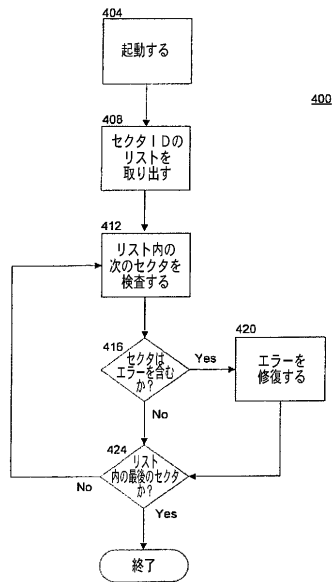 404
起動する
400
408
セクタIDの
リストを
取り出す
412
リスト内の
次のセクタを
検査する
416
セクタは
エラーを含む
か?
Yes
420
エラーを
修復する
No
424
リスト
内の最後のセクタ
か?
No
Yes
終了